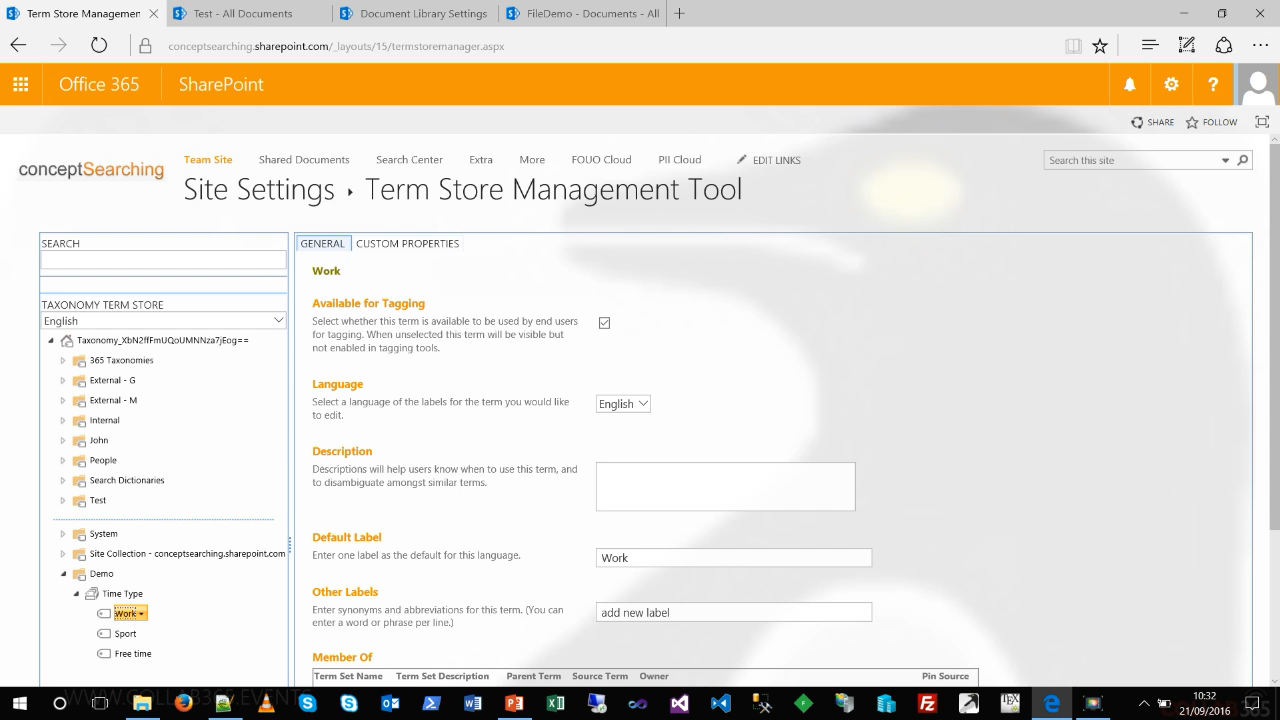 Term Store Management
Test - All Documents
Document Library Settings
FileDemo - Documents - All
conceptsearching.sharepoint.com/_layouts/15/termstoremanager.aspx
Office 365
SharePoint
?
SHARE
FOLLOW
conceptSearching
Team Site
Shared Documents
Search Center
Extra
More
FOUO Cloud
PII Cloud
EDIT LINKS
Search this site
Site Settings ▸ Term Store Management Tool
SEARCH
TAXONOMY TERM STORE
English
Taxonomy_XbN2ffFmUQoUMNNza7jEog==
365 Taxonomies
External - G
External - M
Internal
John
People
Search Dictionaries
Test
System
Site Collection - conceptsearching.sharepoint.com
Demo
Time Type
Work
Sport
Free time
GENERAL
CUSTOM PROPERTIES
Work
Available for Tagging
Select whether this term is available to be used by end users
for tagging. When unselected this term will be visible but
not enabled in tagging tools.
Language
Select a language of the labels for the term you would like
to edit.
English
Description
Descriptions will help users know when to use this term, and
to disambiguate amongst similar terms.
Default Label
Enter one label as the default for this language.
Work
Other Labels
Enter synonyms and abbreviations for this term. (You can
enter a word or phrase per line.)
add new label
Member Of
Term Set Name Term Set Description Parent Term Source Term Owner Pin Source
WWW.COLLAB365.EVENTS
10:32
21/09/2016